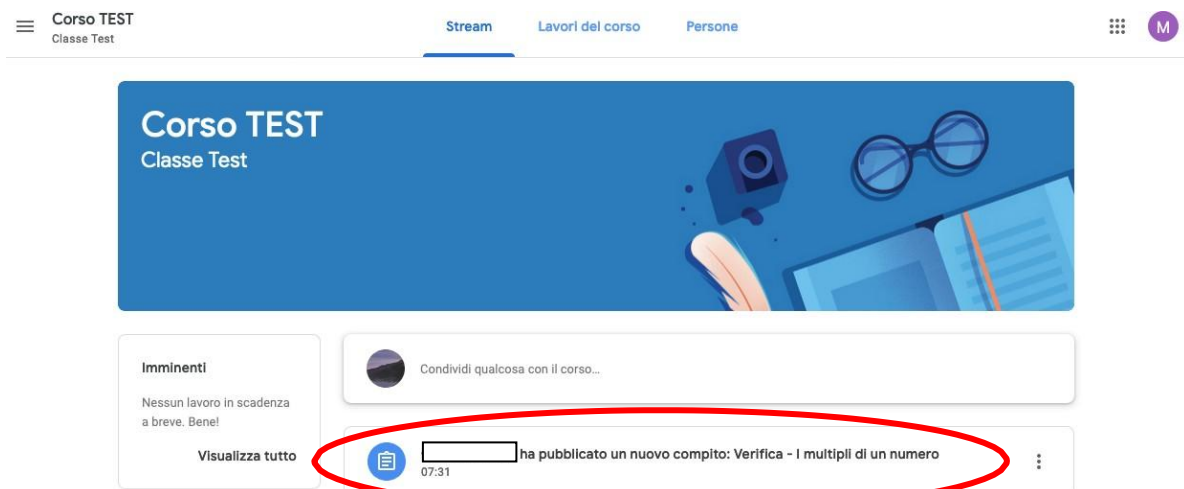 Corso TEST
Classe Test
Stream Lavori del corso Persone
M
Corso TEST
Classe Test
Imminenti
Nessun lavoro in scadenza
a breve. Bene!
Visualizza tutto
Condividi qualcosa con il corso...
ha pubblicato un nuovo compito: Verifica - I multipli di un numero
07:31